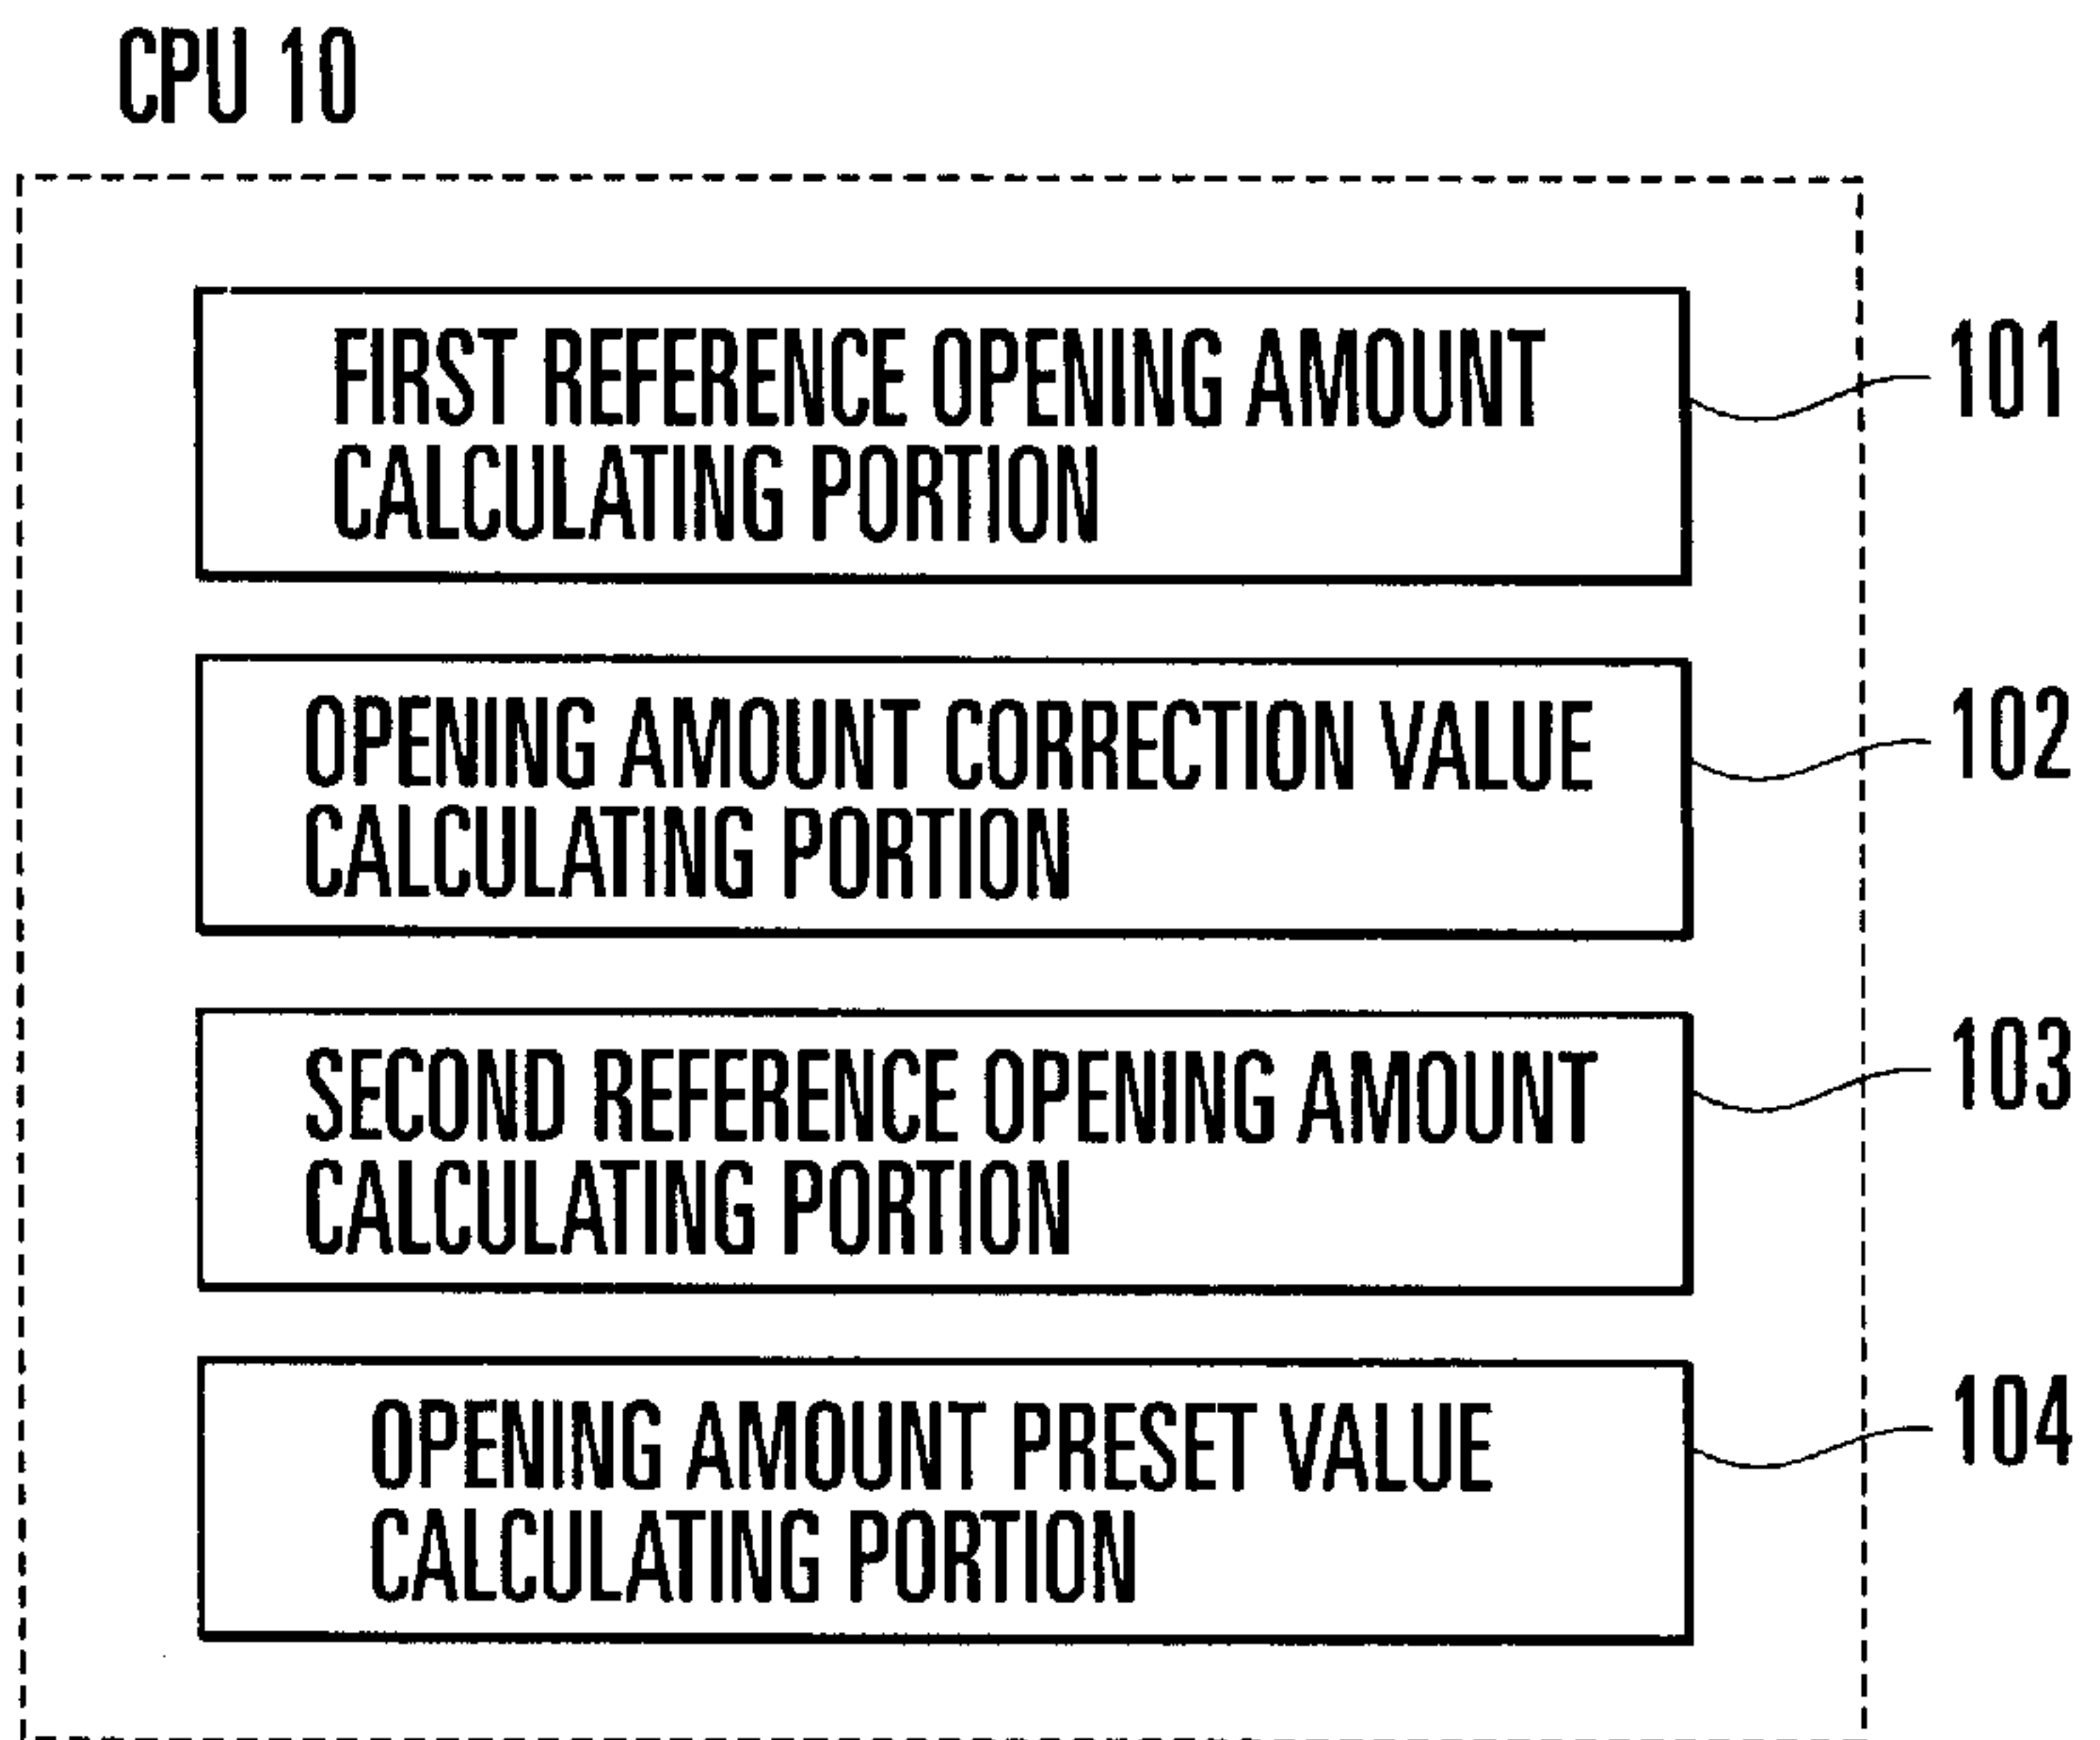 CPU 10
FIRST REFERENCE OPENING AMOUNT
CALCULATING PORTION
101
OPENING AMOUNT CORRECTION VALUE
CALCULATING PORTION
102
SECOND REFERENCE OPENING AMOUNT
CALCULATING PORTION
103
OPENING AMOUNT PRESET VALUE
CALCULATING PORTION
104